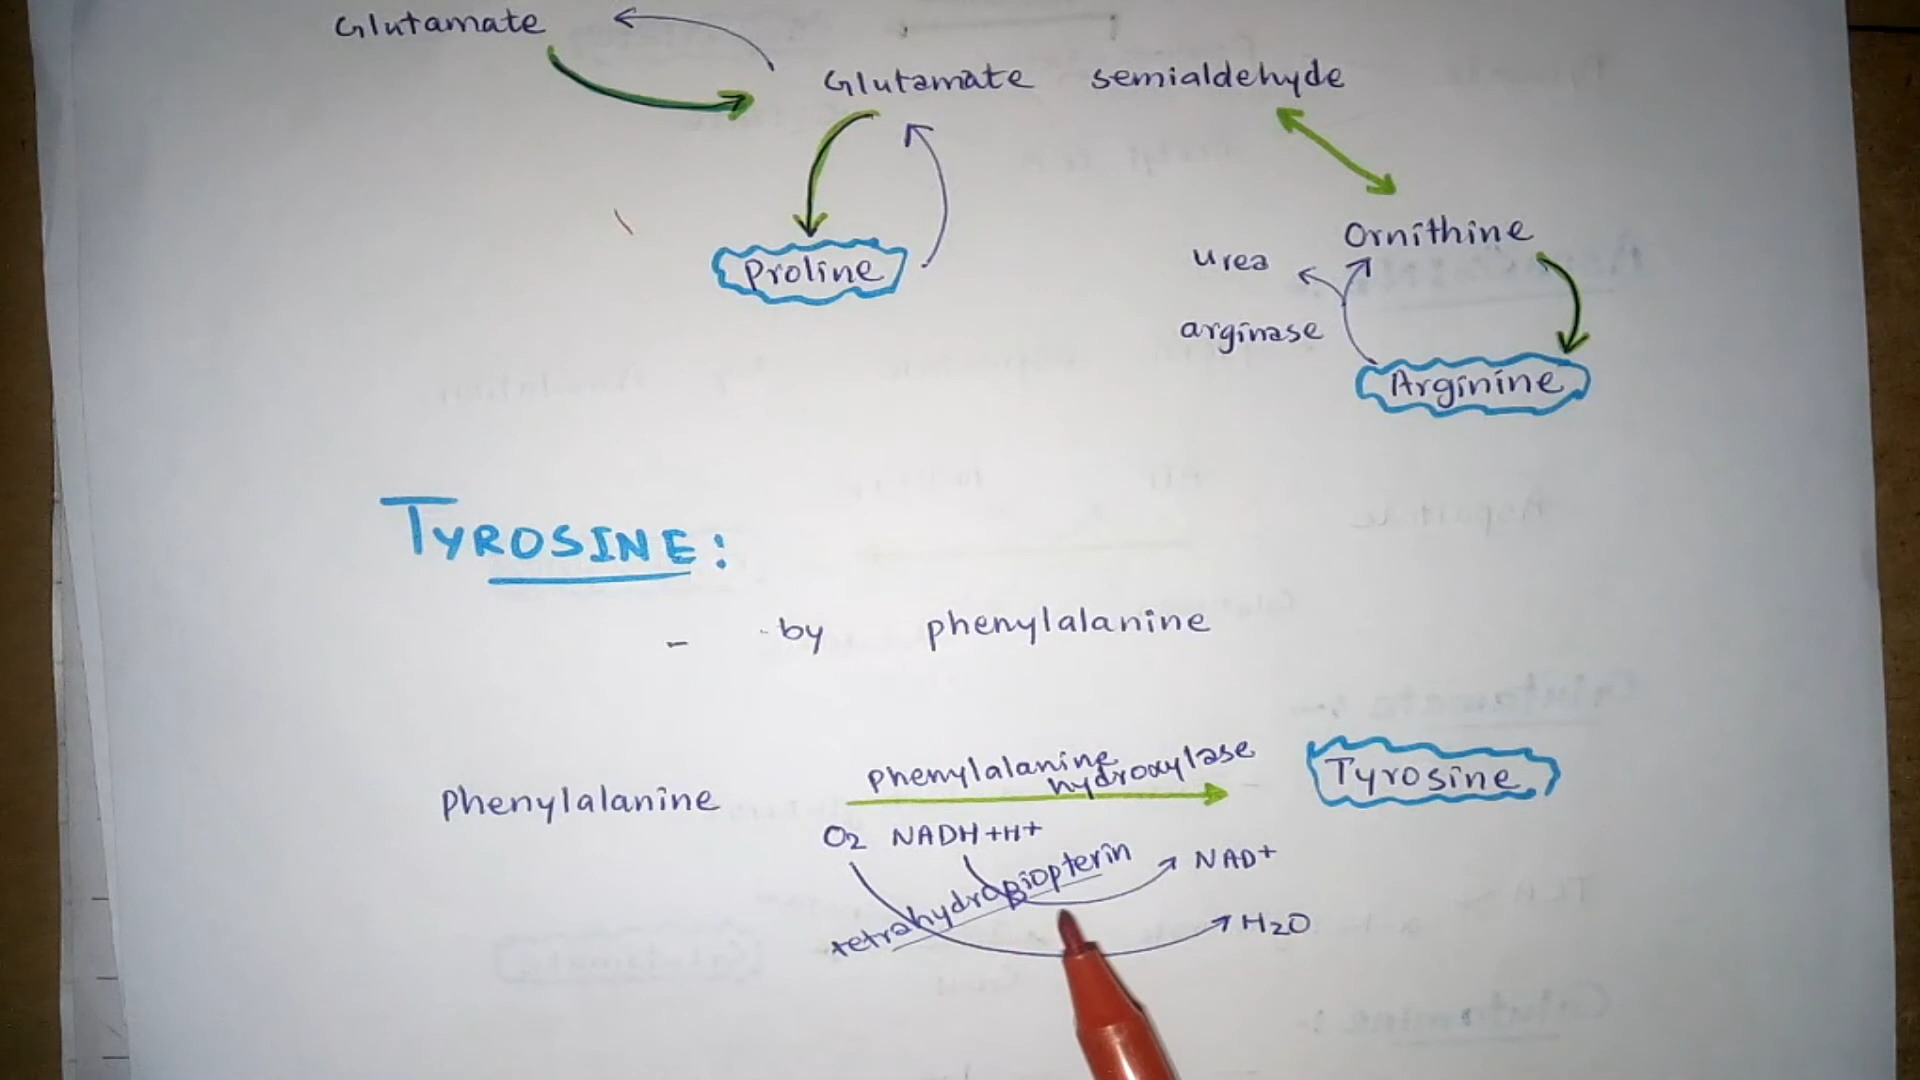 Glutamate
Glutamate semialdehyde
Proline
Ornithine
urea
arginase
Arginine
TYROSINE:
- by phenylalanine
Phenylalanine
phenylalanine
hydroxylase
Tyrosine
O2 NADH+H+
tetrahydrobiopterin
NAD+
H2O